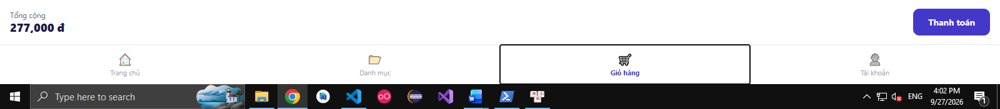 Tổng cộng
277,000 đ
Thanh toán
Trang chủ
Danh mục
Giỏ hàng
Tài khoản
Type here to search
ENG
4:02 PM
9/27/2026
1